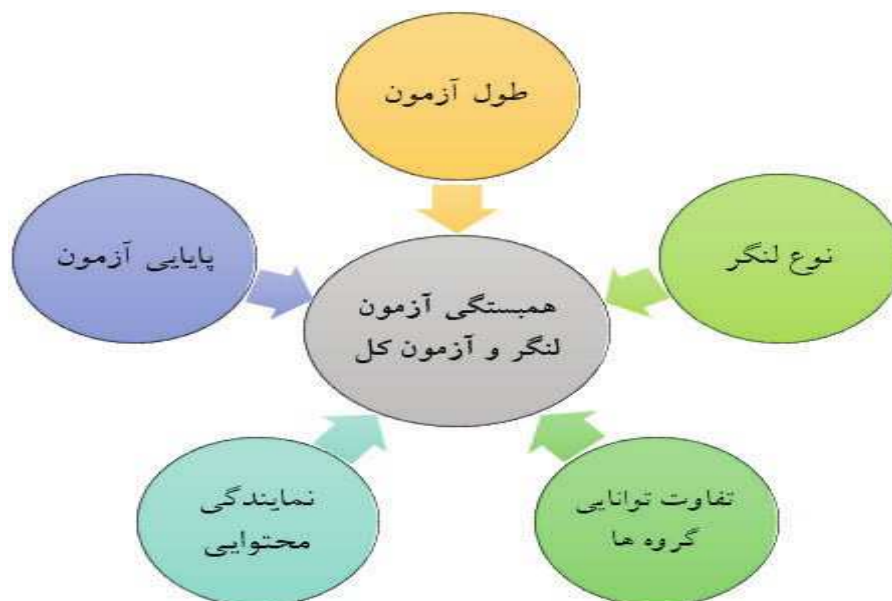 طول آزمون
پایایی آزمون
نوع لنگر
همبستگی آزمون
لنگر و آزمون کل
نمایندگی
محتوایی
تفاوت توانایی
گروه ها